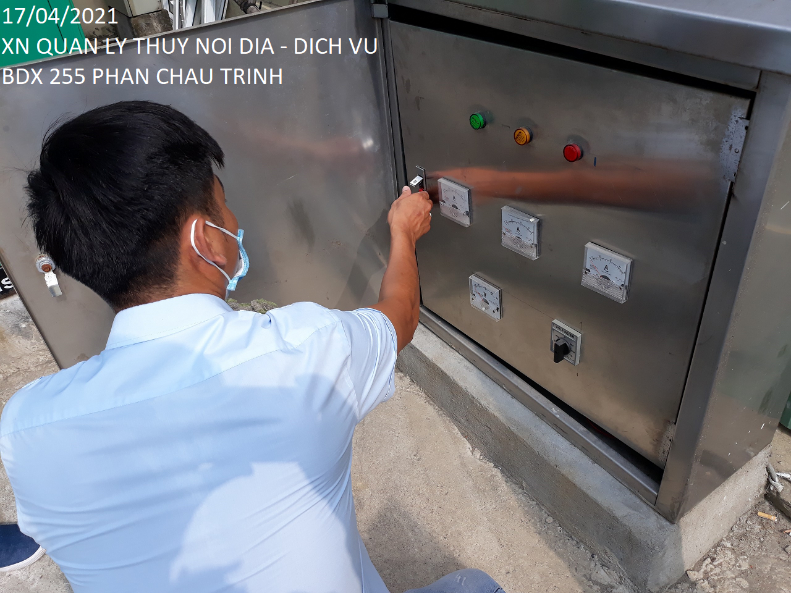 17/04/2021
XN QUAN LY THUY NOI DIA - DICH VU
BDX 255 PHAN CHAU TRINH
A
A
A
V